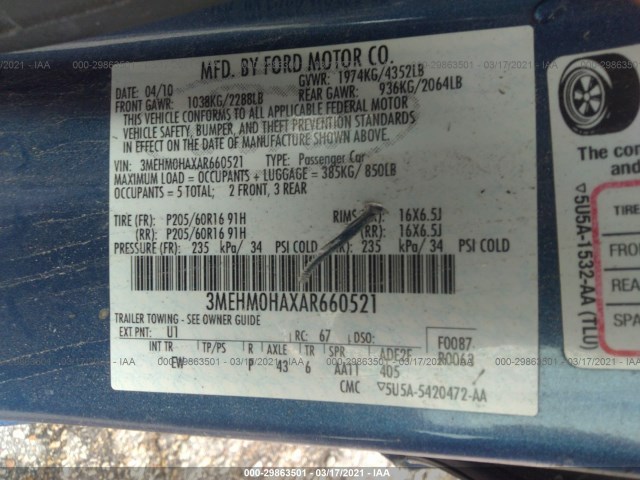 000-29863501 - 03/17/2021 - IAA
MFD. BY FORD MOTOR CO.
DATE: 04/10 GVWR: 1974KG/4352LB
FRONT GAWR: 1038KG/2288LB REAR GAWR: 936KG/2064LB
THIS VEHICLE CONFORMS TO ALL APPLICABLE FEDERAL MOTOR
VEHICLE SAFETY, BUMPER, AND THEFT PREVENTION STANDARDS
IN EFFECT ON THE DATE OF MANUFACTURE SHOWN ABOVE.
VIN: 3MEHM0HAXAR660521 TYPE: Passenger Car
MAXIMUM LOAD = OCCUPANTS + LUGGAGE = 385KG/ 850LB
OCCUPANTS = 5 TOTAL; 2 FRONT, 3 REAR
TIRE (FR): P205/60R16 91H RIMS 16X6.5J
(RR): P205/60R16 91H (RR): 16X6.5J
PRESSURE (FR): 235 kPa/ 34 PSI COLD (RR): 235 kPa/ 34 PSI COLD
3MEHM0HAXAR660521
TRAILER TOWING - SEE OWNER GUIDE
EXT PNT: U1 RC: 67 DSO: F0087
INT TR TP/PS R AXLE TR SPR ADE2E R0063
EW P 43 6 AA11 405
CMC ▽5U5A-5420472-AA
The con
capacit
TIRE
FRO
REA
SPA
▽5U5A-1532-AA (TLU)
000-29863501 - 03/17/2021 - IAA
000-29863501 - 03/17/2021 - IAA